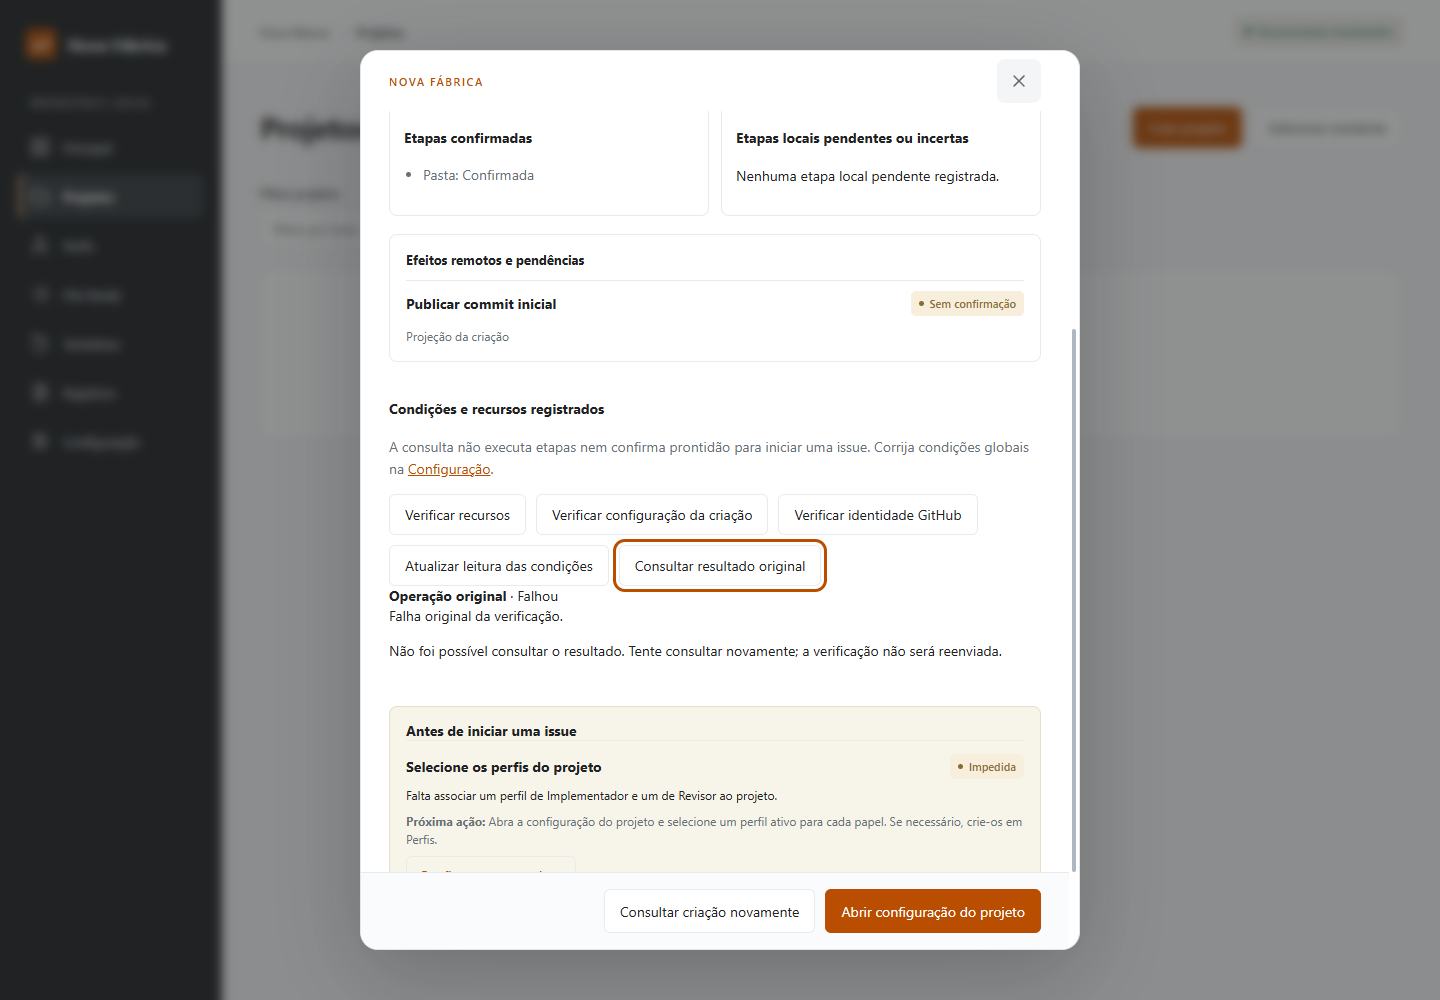 NOVA FÁBRICA
Etapas confirmadas
Pasta: Confirmada
Etapas locais pendentes ou incertas
Nenhuma etapa local pendente registrada.
Efeitos remotos e pendências
Publicar commit inicial
Sem confirmação
Projeção da criação
Condições e recursos registrados
A consulta não executa etapas nem confirma prontidão para iniciar uma issue. Corrija condições globais
na Configuração.
Verificar recursos
Verificar configuração da criação
Verificar identidade GitHub
Atualizar leitura das condições
Consultar resultado original
Operação original · Falhou
Falha original da verificação.
Não foi possível consultar o resultado. Tente consultar novamente; a verificação não será reenviada.
Antes de iniciar uma issue
Selecione os perfis do projeto
Impedida
Falta associar um perfil de Implementador e um de Revisor ao projeto.
Próxima ação: Abra a configuração do projeto e selecione um perfil ativo para cada papel. Se necessário, crie-os em
Perfis.
Consultar criação novamente
Abrir configuração do projeto